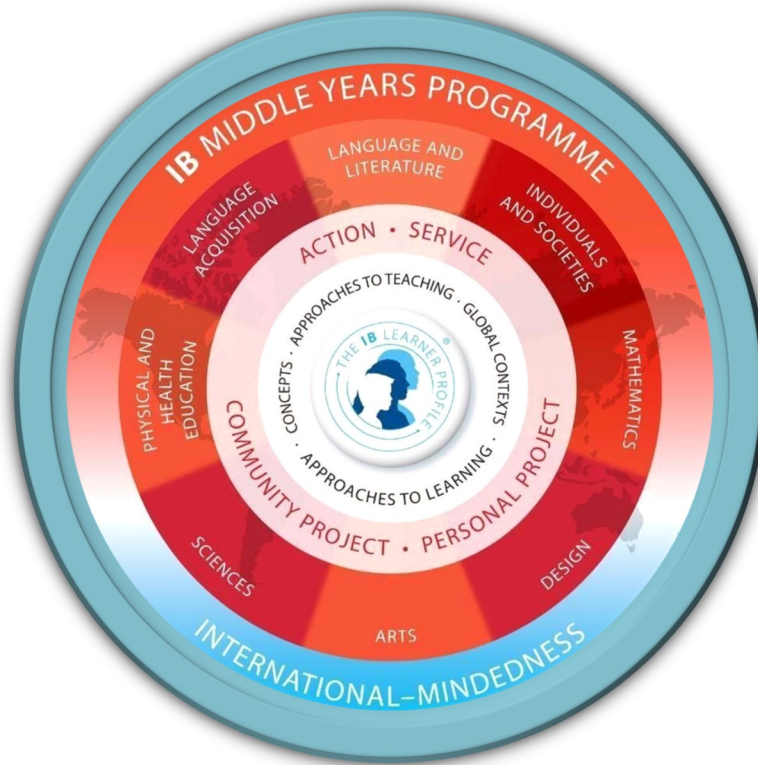 IB MIDDLE YEARS PROGRAMME
LANGUAGE AND
LITERATURE
INDIVIDUALS
AND SOCIETIES
MATHEMATICS
DESIGN
ARTS
SCIENCES
PHYSICAL AND
HEALTH
EDUCATION
LANGUAGE
ACQUISITION
ACTION • SERVICE
COMMUNITY PROJECT • PERSONAL PROJECT
APPROACHES TO TEACHING · GLOBAL CONTEXTS ·
· CONCEPTS ·
APPROACHES TO LEARNING
· THE IB LEARNER PROFILE · ®
INTERNATIONAL–MINDEDNESS